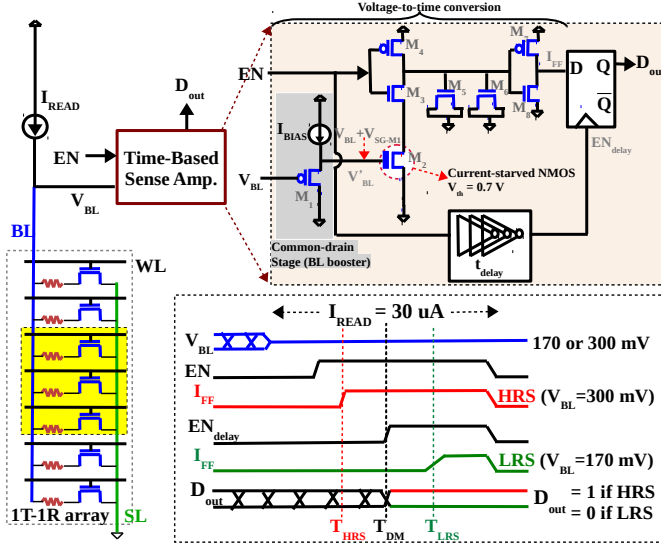 Voltage-to-time conversion
I_READ
D_out
EN
Time-Based
Sense Amp.
V_BL
BL
WL
1T-1R array
SL
EN
M_4
M_3
M_5
M_6
M_7
M_8
I_FF
D
Q
Q̅
D_ou
EN_delay
I_BIAS
V_BL+V_SG-M1
V'_BL
M_2
V_BL
M_1
Current-starved NMOS
V_th = 0.7 V
Common-drain
Stage (BL booster)
t_delay
I_READ = 30 uA
V_BL
170 or 300 mV
EN
I_FF
HRS (V_BL=300 mV)
EN_delay
I_FF
LRS (V_BL=170 mV)
D_out
D_out = 1 if HRS
= 0 if LRS
T_HRS
T_DM
T_LRS